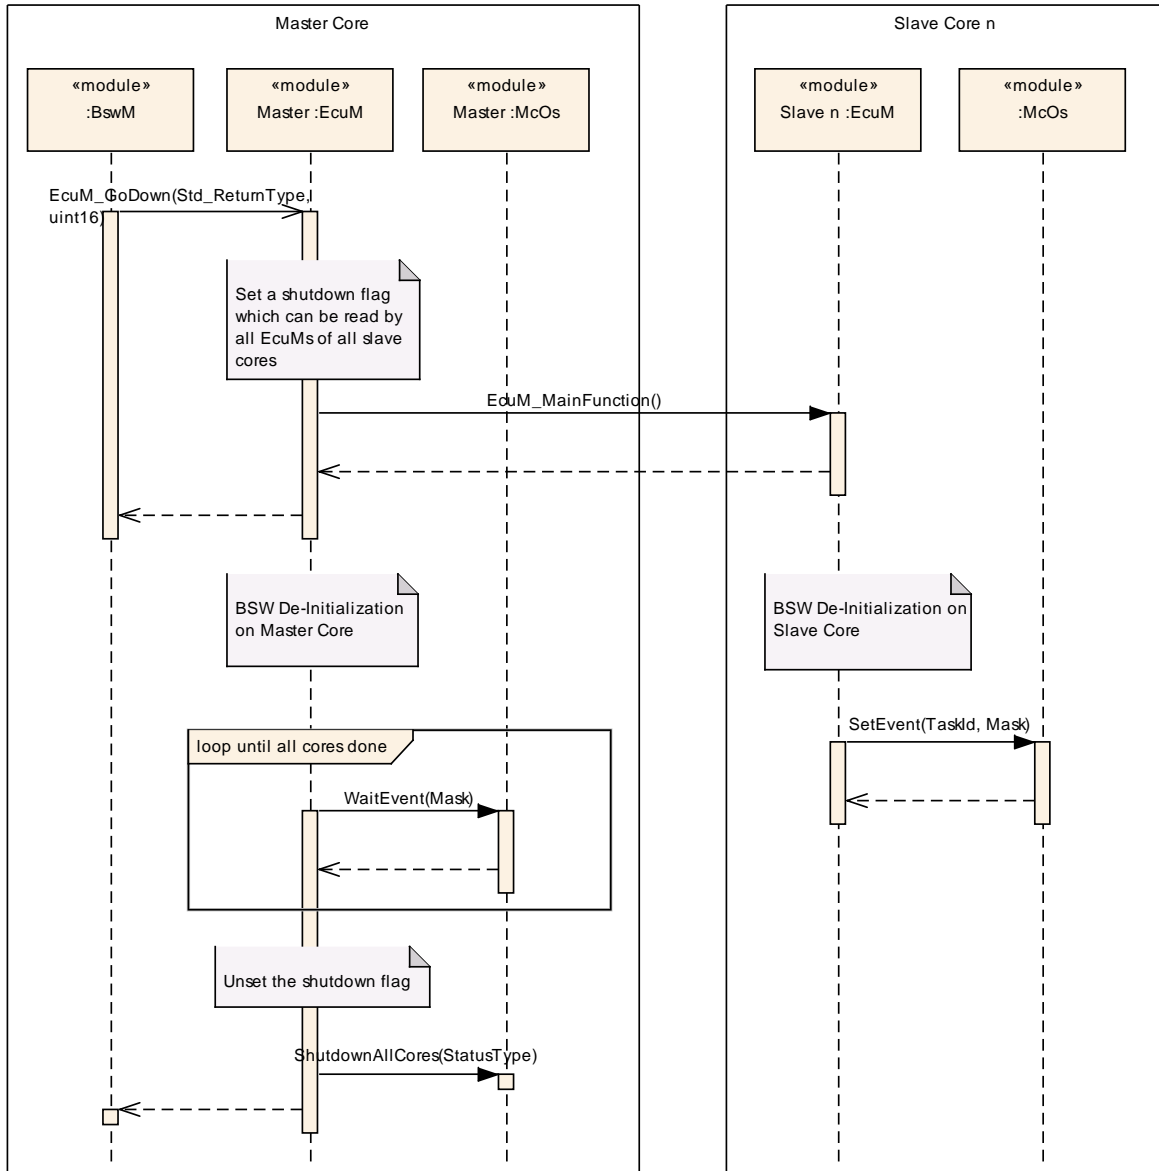 Master Core
Slave Core n
«module»
:BswM
«module»
Master :EcuM
«module»
Master :McOs
«module»
Slave n :EcuM
«module»
:McOs
EcuM_GoDown(Std_ReturnType,
uint16)
Set a shutdown flag
which can be read by
all EcuMs of all slave
cores
EcuM_MainFunction()
BSW De-Initialization
on Master Core
BSW De-Initialization on
Slave Core
SetEvent(TaskId, Mask)
loop until all cores done
WaitEvent(Mask)
Unset the shutdown flag
ShutdownAllCores(StatusType)